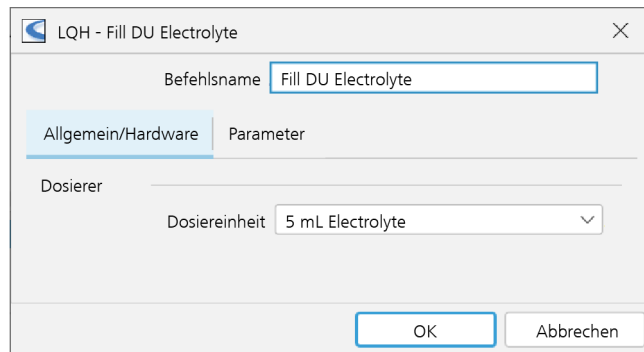 LQH - Fill DU Electrolyte
Befehlsname Fill DU Electrolyte
Allgemein/Hardware Parameter
Dosierer
Dosiereinheit 5 mL Electrolyte
OK Abbrechen